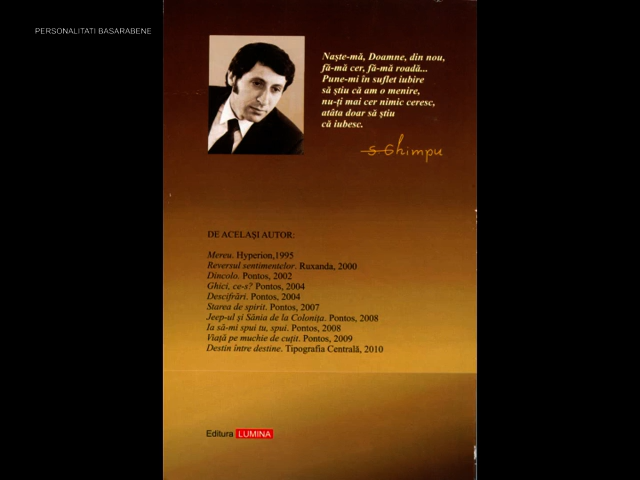 PERSONALITATI BASARABENE
Naşte-mă, Doamne, din nou,
fă-mă cer, fă-mă roadă...
Pune-mi în suflet iubire
să ştiu că am o menire,
nu-ţi mai cer nimic ceresc,
atâta doar să ştiu
că iubesc.
S Ghimpu
DE ACELAŞI AUTOR:
Mereu. Hyperion,1995
Reversul sentimentelor. Ruxanda, 2000
Dincolo. Pontos, 2002
Ghici, ce-s? Pontos, 2004
Descifrări. Pontos, 2004
Starea de spirit. Pontos, 2007
Jeep-ul şi Sănia de la Coloniţa. Pontos, 2008
Ia să-mi spui tu, spui. Pontos, 2008
Viaţă pe muchie de cuţit. Pontos, 2009
Destin între destine. Tipografia Centrală, 2010
Editura LUMINA